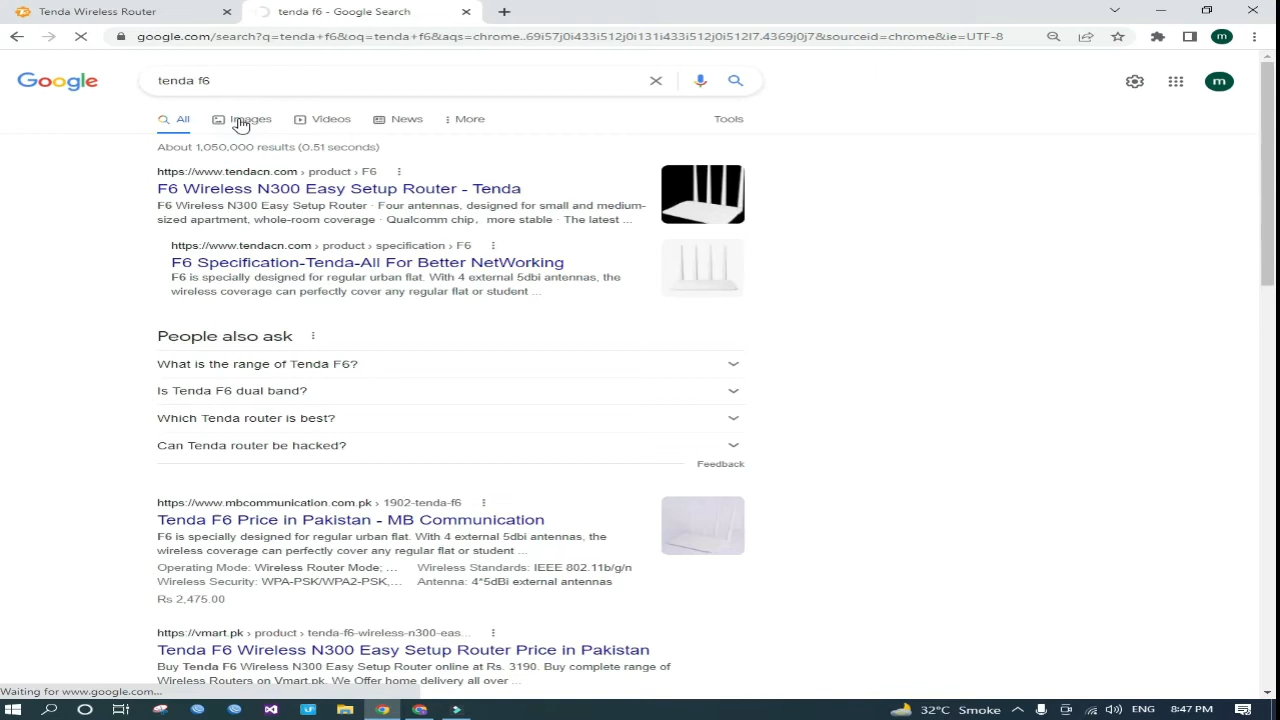 Tenda Wireless Router
tenda f6 - Google Search
google.com/search?q=tenda+f6&oq=tenda+f6&aqs=chrome..69i57j0i433i512j0i131i433i512j0i512l7.4369j0j7&sourceid=chrome&ie=UTF-8
m
Google
tenda f6
m
All
Images
Videos
News
More
Tools
About 1,050,000 results (0.51 seconds)
https://www.tendacn.com › product › F6
F6 Wireless N300 Easy Setup Router - Tenda
F6 Wireless N300 Easy Setup Router · Four antennas, designed for small and medium-
sized apartment, whole-room coverage · Qualcomm chip, more stable · The latest ...
https://www.tendacn.com › product › specification › F6
F6 Specification-Tenda-All For Better NetWorking
F6 is specially designed for regular urban flat. With 4 external 5dbi antennas, the
wireless coverage can perfectly cover any regular flat or student ...
People also ask
What is the range of Tenda F6?
Is Tenda F6 dual band?
Which Tenda router is best?
Can Tenda router be hacked?
Feedback
https://www.mbcommunication.com.pk › 1902-tenda-f6
Tenda F6 Price in Pakistan - MB Communication
F6 is specially designed for regular urban flat. With 4 external 5dbi antennas, the
wireless coverage can perfectly cover any regular flat or student ...
Operating Mode: Wireless Router Mode; ... Wireless Standards: IEEE 802.11b/g/n
Wireless Security: WPA-PSK/WPA2-PSK,... Antenna: 4*5dBi external antennas
Rs 2,475.00
https://vmart.pk › product › tenda-f6-wireless-n300-eas...
Tenda F6 Wireless N300 Easy Setup Router Price in Pakistan
Buy Tenda F6 Wireless N300 Easy Setup Router online at Rs. 3190. Buy complete range of
Wireless Routers on Vmart.pk. We Offer home delivery all over ...
Waiting for www.google.com...
32°C Smoke
ENG
8:47 PM